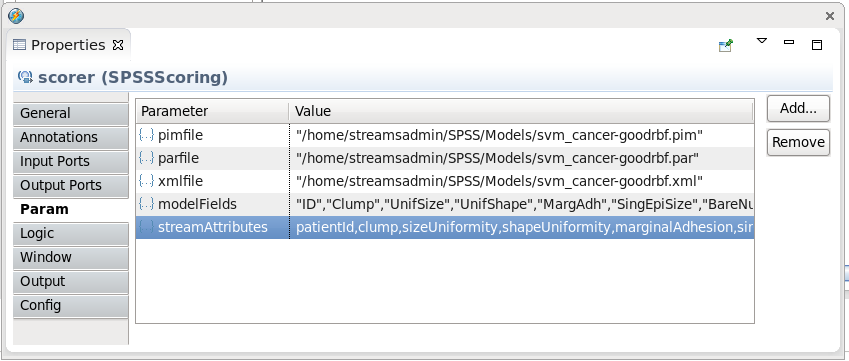 Properties
scorer (SPSSScoring)
General
Annotations
Input Ports
Output Ports
Param
Logic
Window
Output
Config
Parameter Value
pimfile "/home/streamsadmin/SPSS/Models/svm_cancer-goodrbf.pim"
parfile "/home/streamsadmin/SPSS/Models/svm_cancer-goodrbf.par"
xmlfile "/home/streamsadmin/SPSS/Models/svm_cancer-goodrbf.xml"
modelFields "ID","Clump","UnifSize","UnifShape","MargAdh","SingEpiSize","BareNu
streamAttributes patientId,clump,sizeUniformity,shapeUniformity,marginalAdhesion,sin
Add...
Remove